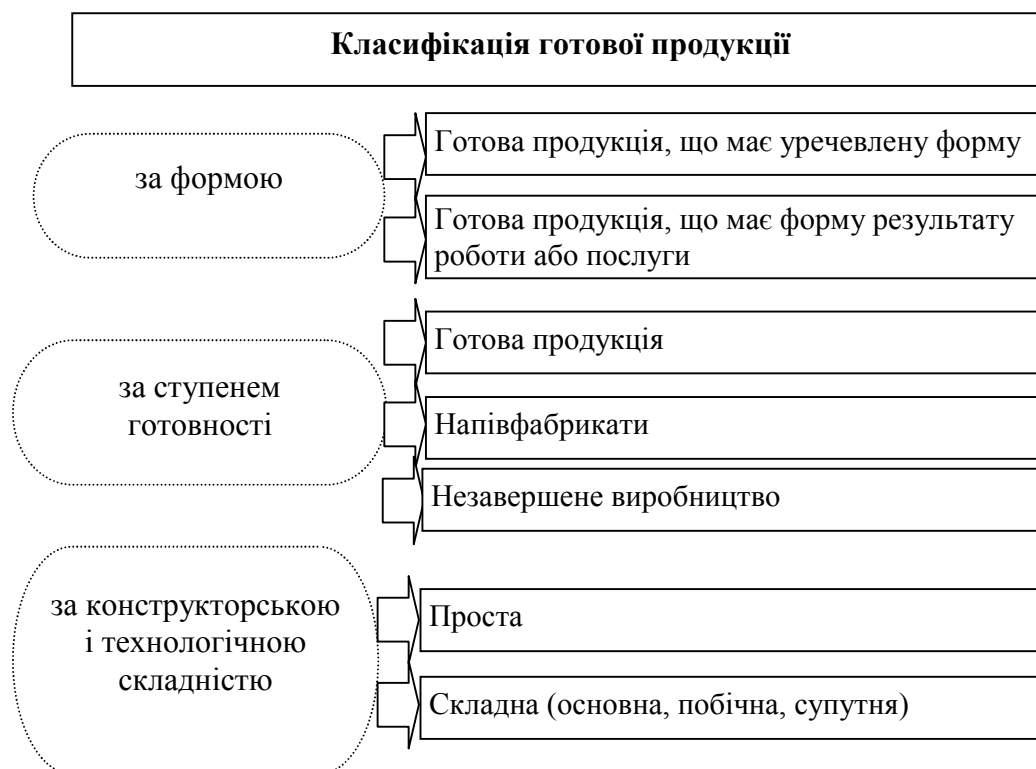 Класифікація готової продукції
за формою
Готова продукція, що має уречевлену форму
Готова продукція, що має форму результату
роботи або послуги
за ступенем
готовності
Готова продукція
Напівфабрикати
Незавершене виробництво
за конструкторською
і технологічною
складністю
Проста
Складна (основна, побічна, супутня)